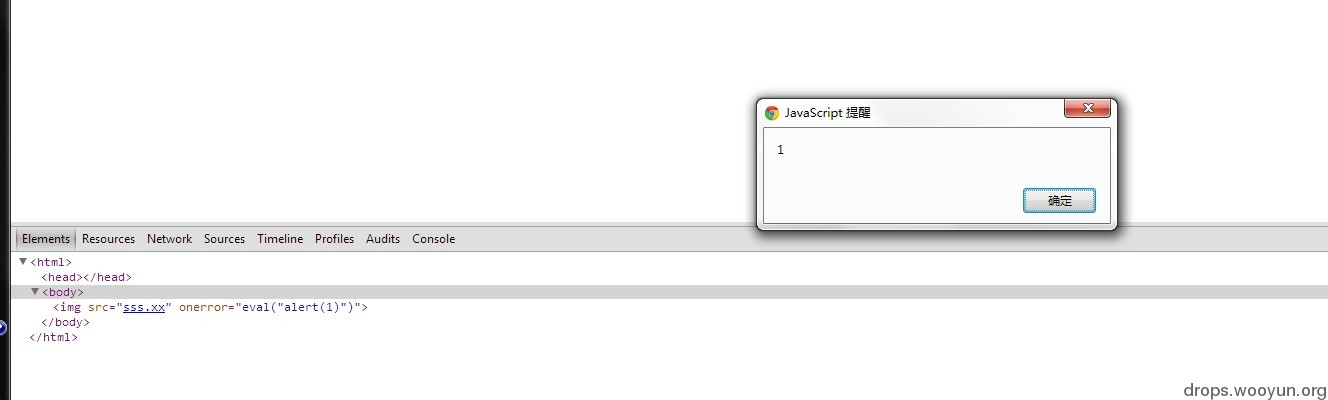 JavaScript 提醒
1
确定
Elements Resources Network Sources Timeline Profiles Audits Console
<html>
<head></head>
<body>
<img src="sss.xx" onerror="eval("alert(1)")">
</body>
</html>
drops.wooyun.org